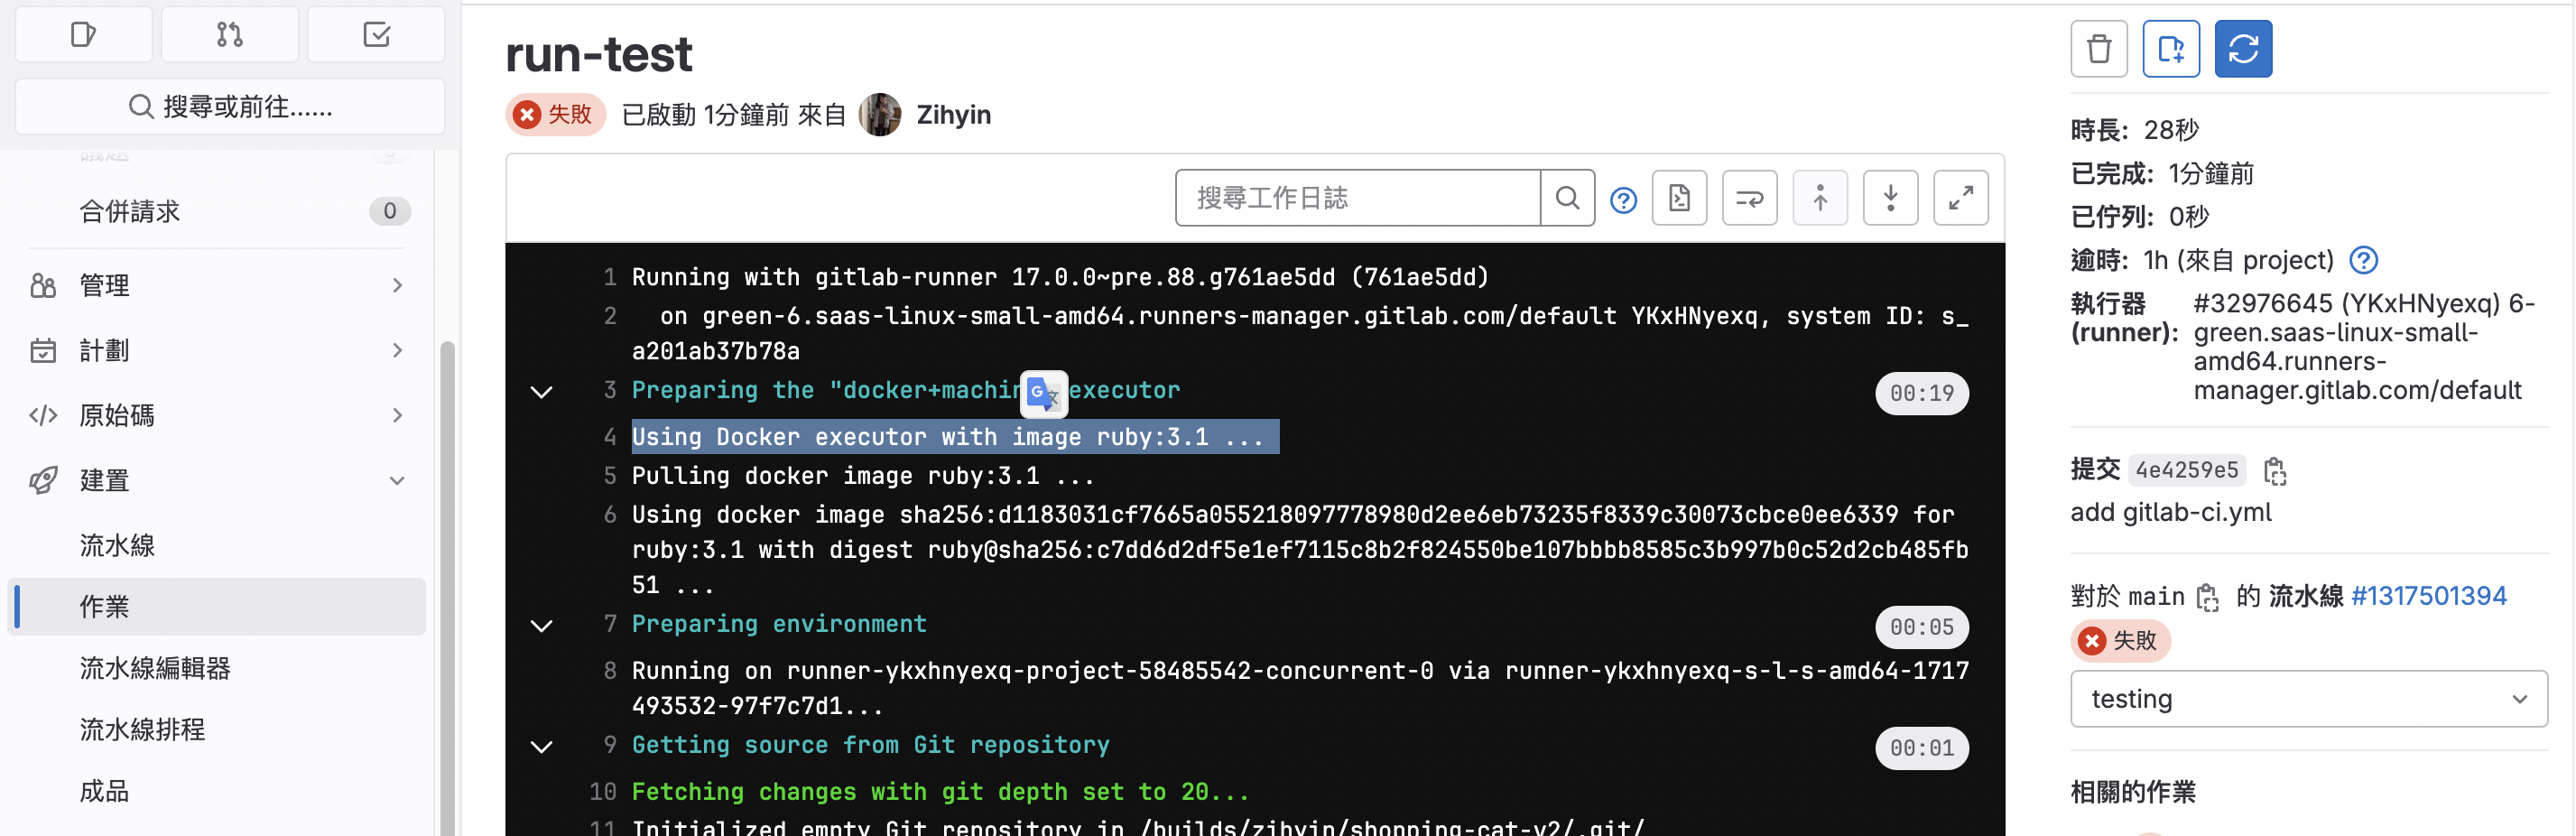 搜尋或前往......
議題
合併請求 0
管理
計劃
原始碼
建置
流水線
作業
流水線編輯器
流水線排程
成品
run-test
失敗 已啟動 1分鐘前 來自 Zihyin
搜尋工作日誌
1 Running with gitlab-runner 17.0.0~pre.88.g761ae5dd (761ae5dd)
2 on green-6.saas-linux-small-amd64.runners-manager.gitlab.com/default YKxHNyexq, system ID: s_
a201ab37b78a
3 Preparing the "docker+machin executor 00:19
4 Using Docker executor with image ruby:3.1 ...
5 Pulling docker image ruby:3.1 ...
6 Using docker image sha256:d1183031cf7665a055218097778980d2ee6eb73235f8339c30073cbce0ee6339 for
ruby:3.1 with digest ruby@sha256:c7dd6d2df5e1ef7115c8b2f824550be107bbbb8585c3b997b0c52d2cb485fb
51 ...
7 Preparing environment 00:05
8 Running on runner-ykxhnyexq-project-58485542-concurrent-0 via runner-ykxhnyexq-s-l-s-amd64-1717
493532-97f7c7d1...
9 Getting source from Git repository 00:01
10 Fetching changes with git depth set to 20...
11 Initialized empty Git repository in /builds/zihyin/shopping-cat-v2/.git/
時長: 28秒
已完成: 1分鐘前
已佇列: 0秒
逾時: 1h (來自 project)
執行器 #32976645 (YKxHNyexq) 6-
(runner): green.saas-linux-small-
amd64.runners-
manager.gitlab.com/default
提交 4e4259e5
add gitlab-ci.yml
對於 main 的 流水線 #1317501394
失敗
testing
相關的作業